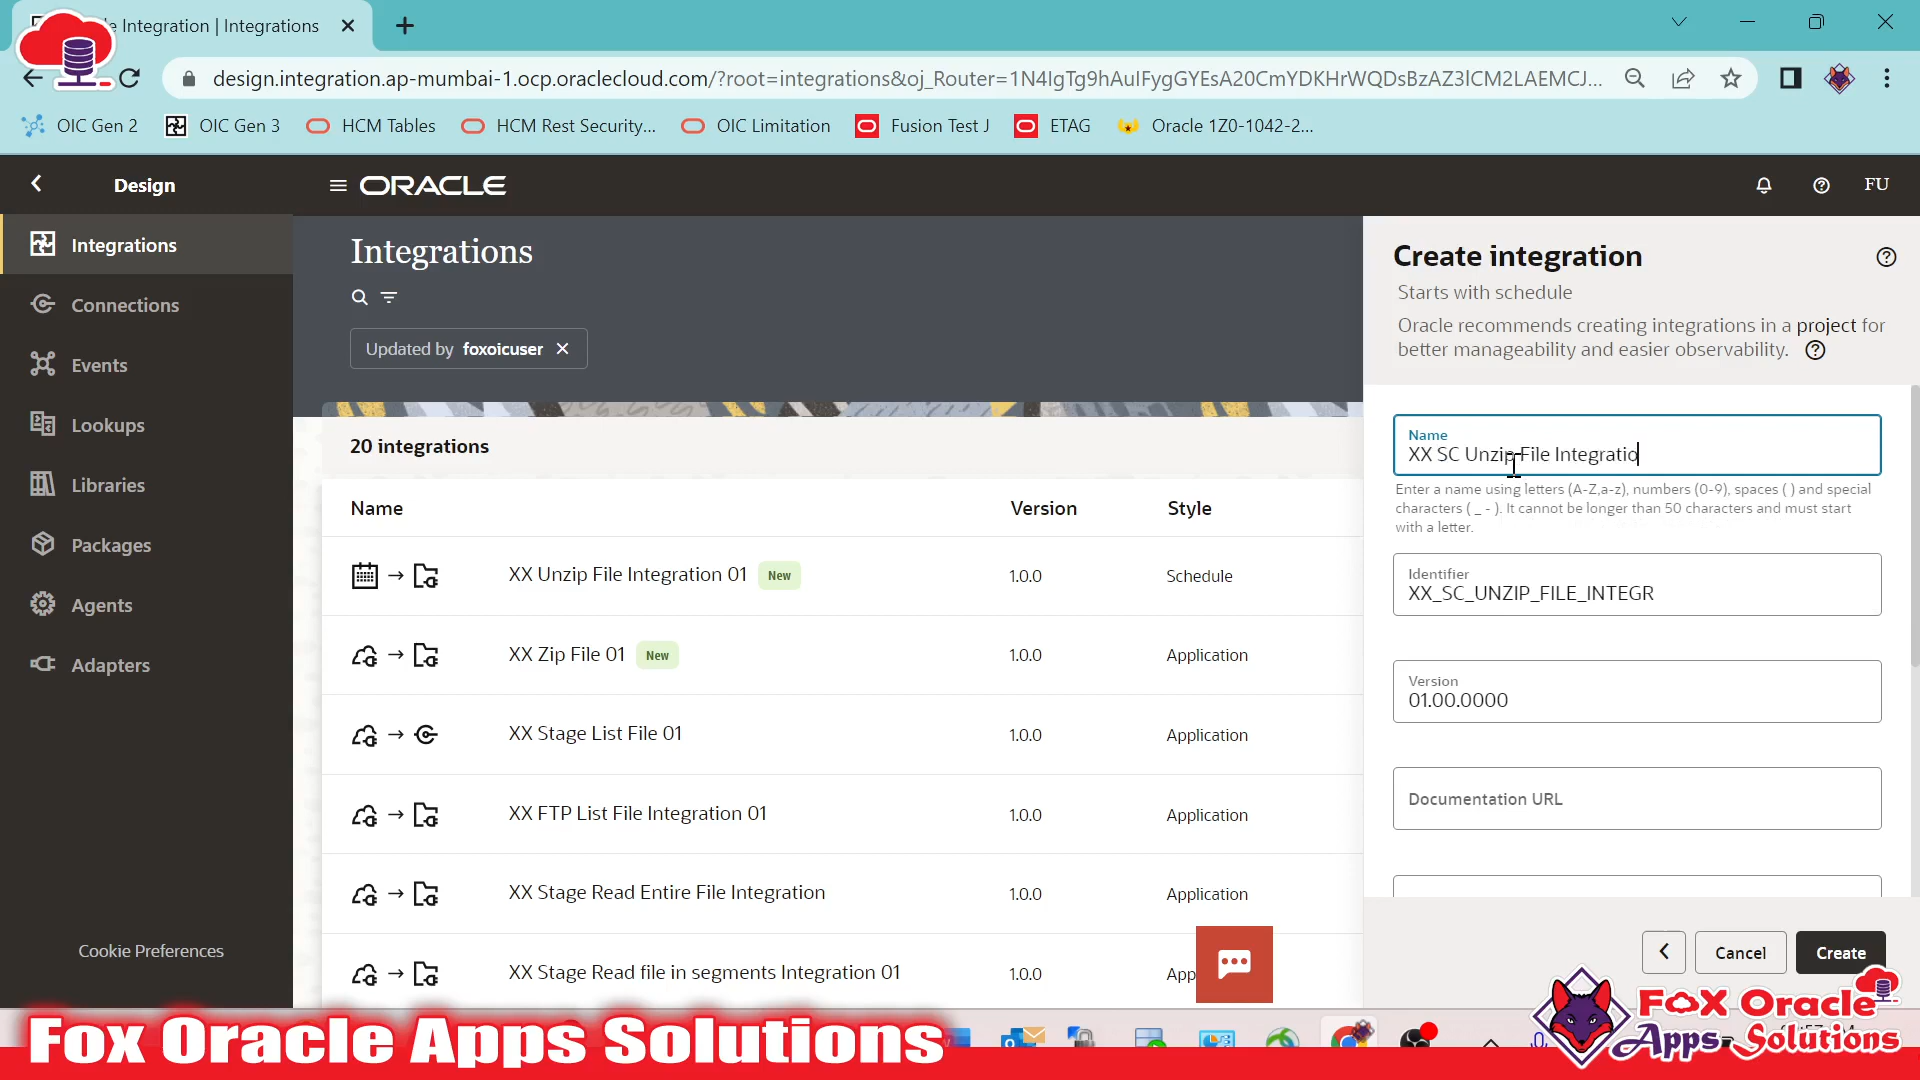 Integration | Integrations
design.integration.ap-mumbai-1.ocp.oraclecloud.com/?root=integrations&oj_Router=1N4IgTg9hAulFygGYEsA20CmYDKHrWQDsBzAZ3lCM2LAEMCJ...
OIC Gen 2
OIC Gen 3
HCM Tables
HCM Rest Security...
OIC Limitation
Fusion Test J
ETAG
Oracle 1Z0-1042-2...
Design
ORACLE
FU
Integrations
Connections
Events
Lookups
Libraries
Packages
Agents
Adapters
Cookie Preferences
Integrations
Updated by foxoicuser
20 integrations
Name Version Style
XX Unzip File Integration 01 New 1.0.0 Schedule
XX Zip File 01 New 1.0.0 Application
XX Stage List File 01 1.0.0 Application
XX FTP List File Integration 01 1.0.0 Application
XX Stage Read Entire File Integration 1.0.0 Application
XX Stage Read file in segments Integration 01 1.0.0 App
Create integration
Starts with schedule
Oracle recommends creating integrations in a project for
better manageability and easier observability.
Name
XX SC Unzip File Integratio
Enter a name using letters (A-Z,a-z), numbers (0-9), spaces ( ) and special
characters ( _ - ). It cannot be longer than 50 characters and must start
with a letter.
Identifier
XX_SC_UNZIP_FILE_INTEGR
Version
01.00.0000
Documentation URL
Cancel
Create
Fox Oracle Apps Solutions
FoX Oracle
Apps Solutions